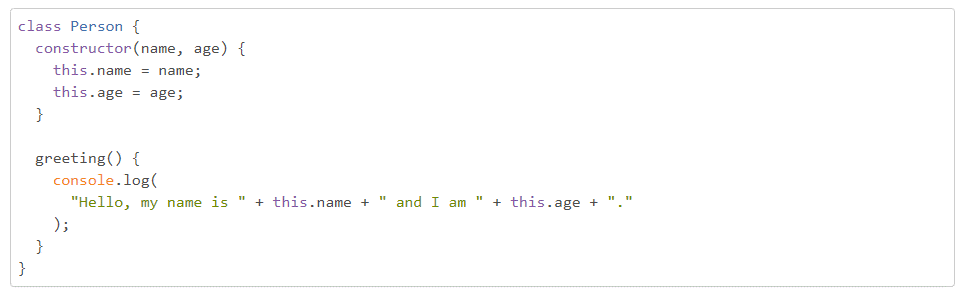 class Person {
  constructor(name, age) {
    this.name = name;
    this.age = age;
  }

  greeting() {
    console.log(
      "Hello, my name is " + this.name + " and I am " + this.age + "."
    );
  }
}